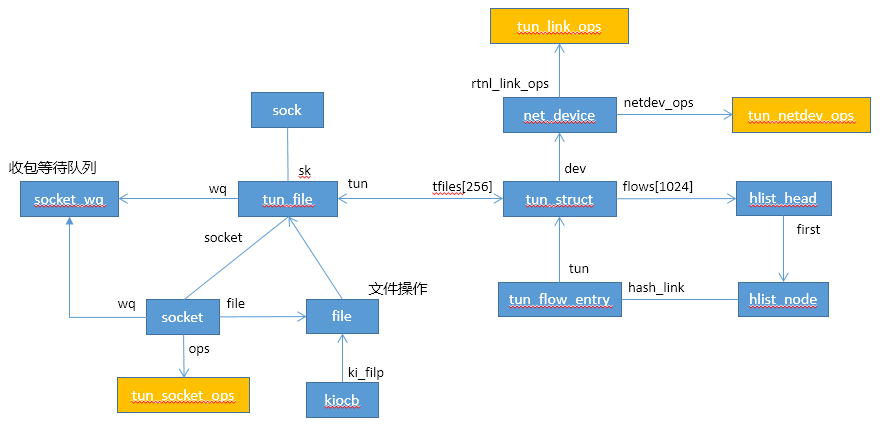 tun_link_ops
rtnl_link_ops
sock
net_device
netdev_ops
tun_netdev_ops
收包等待队列
sk
dev
socket_wq
wq
tun_file
tun
tfiles[256]
tun_struct
flows[1024]
hlist_head
socket
first
tun
文件操作
hash_link
wq
socket
file
file
tun_flow_entry
hlist_node
ops
ki_filp
tun_socket_ops
kiocb